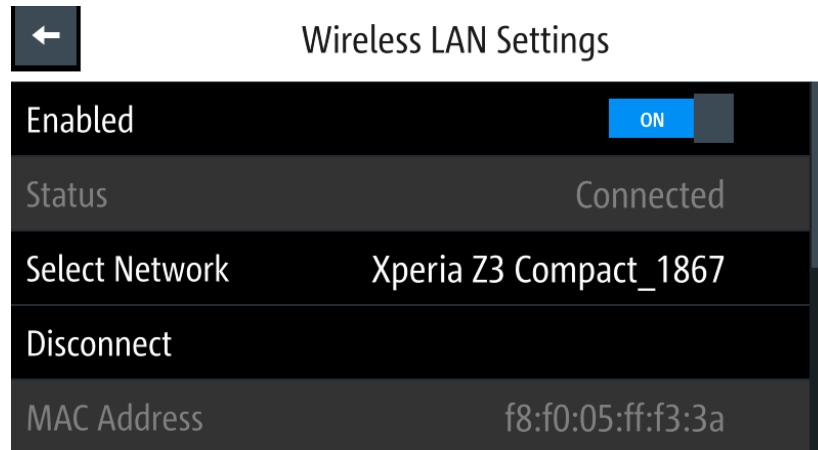 Wireless LAN Settings
Enabled ON
Status Connected
Select Network Xperia Z3 Compact_1867
Disconnect
MAC Address f8:f0:05:ff:f3:3a